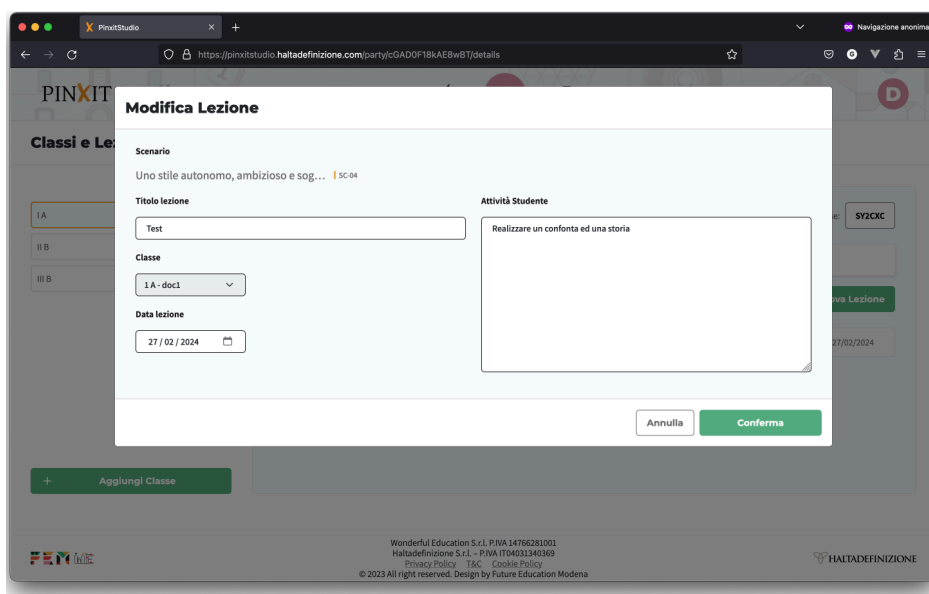 PinxitStudio
Navigazione anonima
https://pinxitstudio.haltadefinizione.com/party/cGAD0F18kAE8wBT/details
PINXIT
D
Modifica Lezione
Classi e Le
Scenario
Uno stile autonomo, ambizioso e sog... SC-04
Titolo lezione
Attività Studente
Test
Realizzare un confonta ed una storia
I A
SY2CXC
II B
Classe
III B
1 A - doc1
ova Lezione
Data lezione
27 / 02 / 2024
27/02/2024
Annulla
Conferma
+ Aggiungi Classe
Wonderful Education S.r.l. P.IVA 14766281001
Haltadefinizione S.r.l. – P.IVA IT04031340369
Privacy Policy T&C Cookie Policy
© 2023 All right reserved. Design by Future Education Modena
FEM
HALTADEFINIZIONE